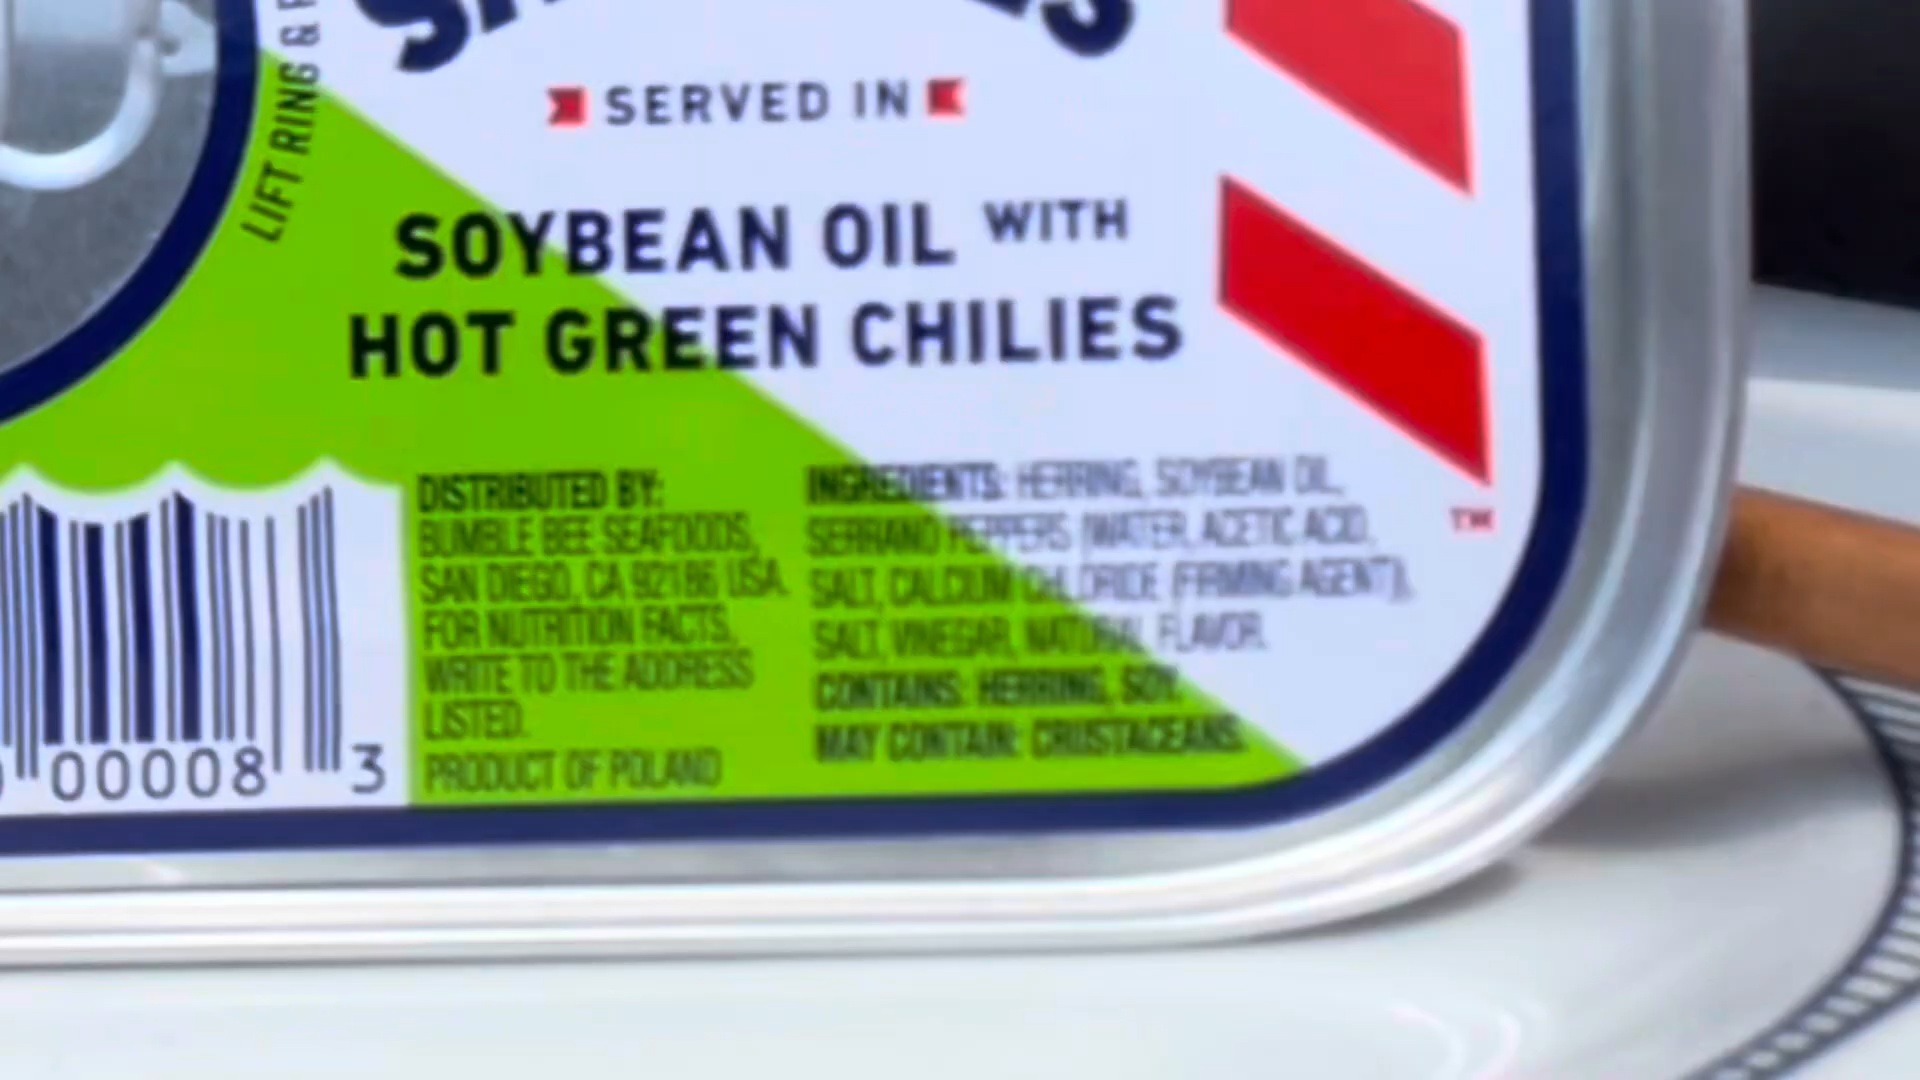 LIFT RING &
SERVED IN
SOYBEAN OIL WITH
HOT GREEN CHILIES
DISTRIBUTED BY:
BUMBLE BEE SEAFOODS,
SAN DIEGO, CA 92186 USA.
FOR NUTRITION FACTS,
WRITE TO THE ADDRESS
LISTED.
PRODUCT OF POLAND
INGREDIENTS: HERRING, SOYBEAN OIL,
SERRANO PEPPERS (WATER, ACETIC ACID,
SALT, CALCIUM CHLORIDE (FIRMING AGENT)),
SALT, VINEGAR, NATURAL FLAVOR.
CONTAINS: HERRING, SOY.
MAY CONTAIN: CRUSTACEANS.
TM
00008 3